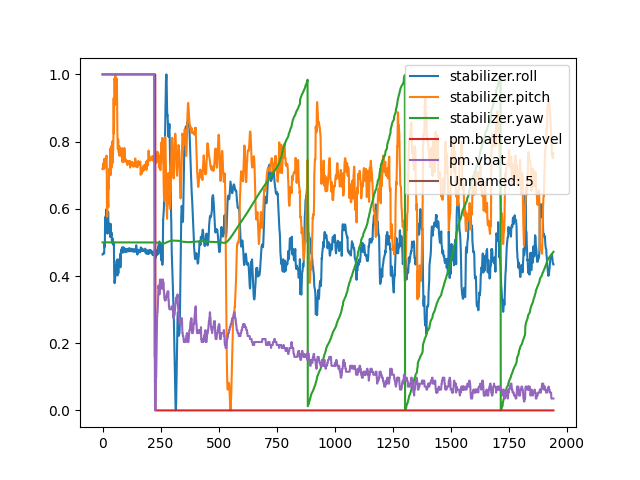 1.0
0.8
0.6
0.4
0.2
0.0
0
250
500
750
1000
1250
1500
1750
2000
stabilizer.roll
stabilizer.pitch
stabilizer.yaw
pm.batteryLevel
pm.vbat
Unnamed: 5